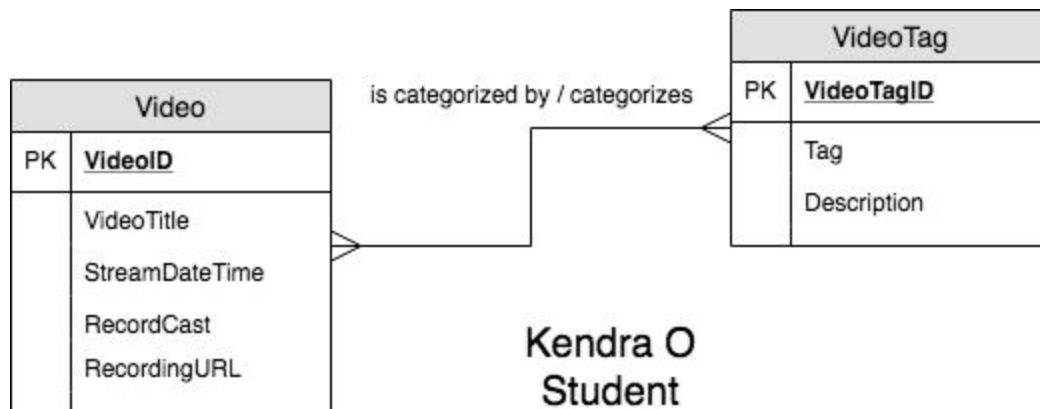 Video
PK VideoID
VideoTitle
StreamDateTime
RecordCast
RecordingURL
is categorized by / categorizes
VideoTag
PK VideoTagID
Tag
Description
Kendra O
Student